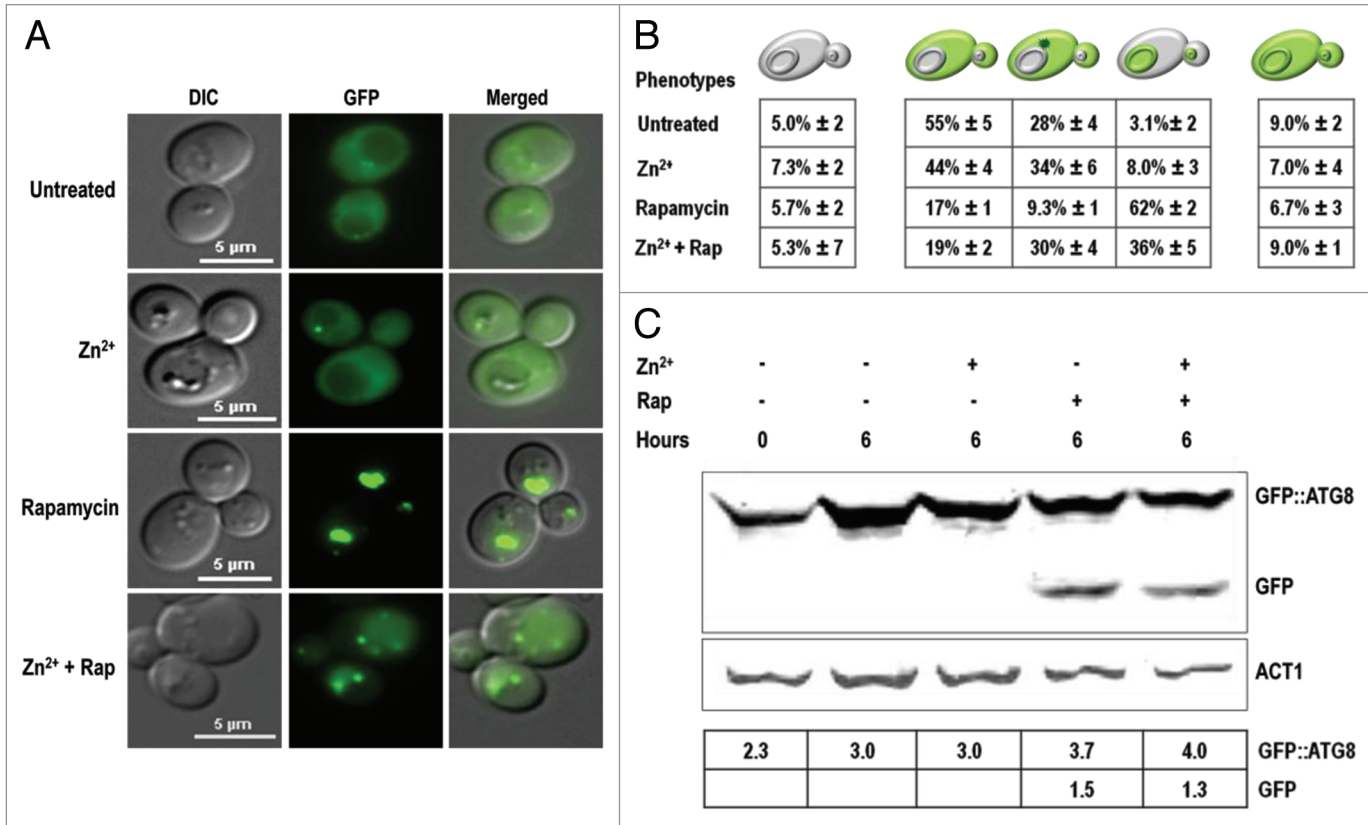 A
DIC GFP Merged
Untreated
5 µm
Zn²⁺
5 µm
Rapamycin
5 µm
Zn²⁺ + Rap
5 µm
B
Phenotypes
Untreated 5.0% ± 2 55% ± 5 28% ± 4 3.1%± 2 9.0% ± 2
Zn²⁺ 7.3% ± 2 44% ± 4 34% ± 6 8.0% ± 3 7.0% ± 4
Rapamycin 5.7% ± 2 17% ± 1 9.3% ± 1 62% ± 2 6.7% ± 3
Zn²⁺ + Rap 5.3% ± 7 19% ± 2 30% ± 4 36% ± 5 9.0% ± 1
C
Zn²⁺ - - + - +
Rap - - - + +
Hours 0 6 6 6 6
GFP::ATG8
GFP
ACT1
2.3 3.0 3.0 3.7 4.0 GFP::ATG8
1.5 1.3 GFP